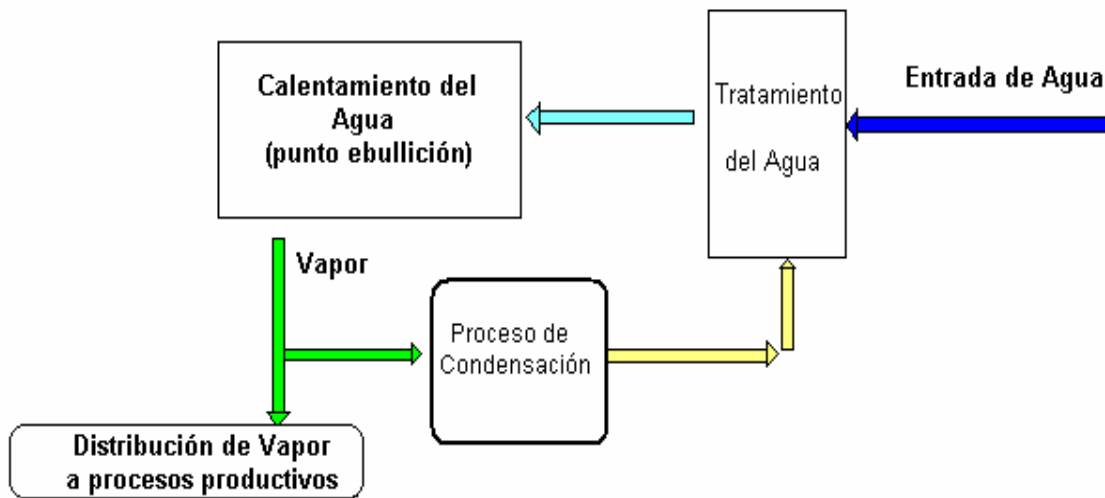 Entrada de Agua
Tratamiento
del Agua
Calentamiento del
Agua
(punto ebullición)
Vapor
Proceso de
Condensación
Distribución de Vapor
a procesos productivos